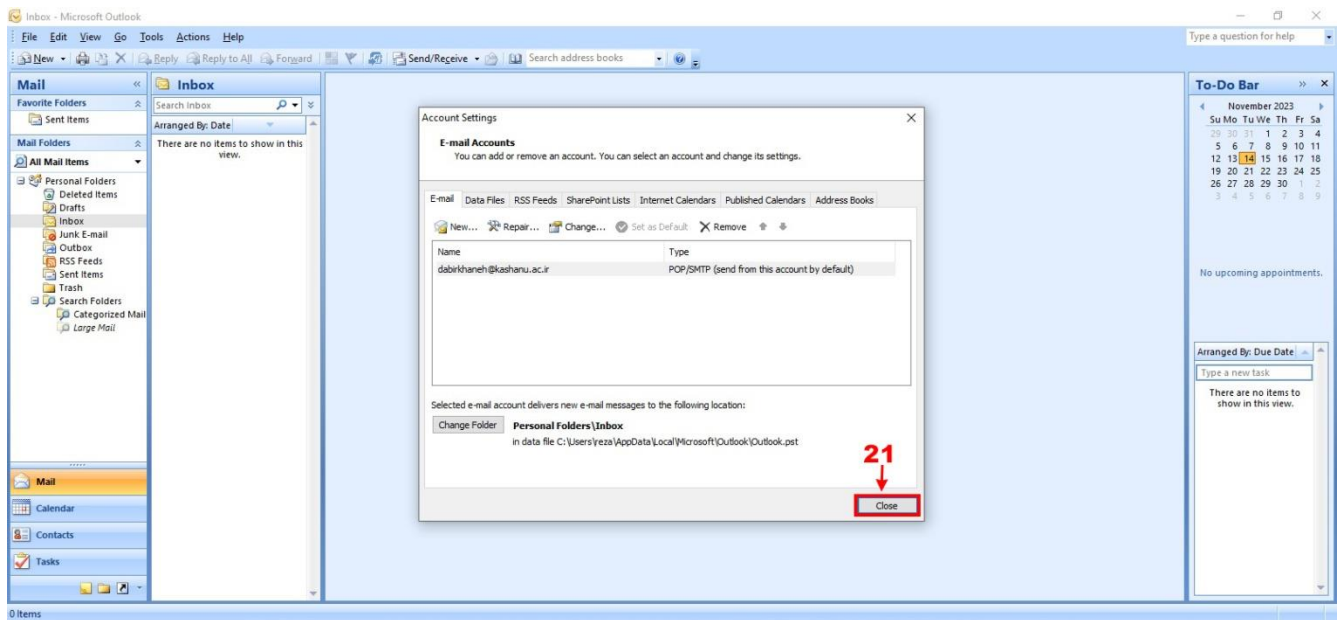 Inbox - Microsoft Outlook
File Edit View Go Tools Actions Help
Type a question for help
New Reply Reply to All Forward Send/Receive Search address books
Mail
Favorite Folders
Sent Items
Mail Folders
All Mail Items
Personal Folders
Deleted Items
Drafts
Inbox
Junk E-mail
Outbox
RSS Feeds
Sent Items
Trash
Search Folders
Categorized Mail
Large Mail
Mail
Calendar
Contacts
Tasks
0 Items
Inbox
Search Inbox
Arranged By: Date
There are no items to show in this
view.
Account Settings
E-mail Accounts
You can add or remove an account. You can select an account and change its settings.
E-mail Data Files RSS Feeds SharePoint Lists Internet Calendars Published Calendars Address Books
New... Repair... Change... Set as Default Remove
Name Type
dabirkhaneh@kashanu.ac.ir POP/SMTP (send from this account by default)
Selected e-mail account delivers new e-mail messages to the following location:
Change Folder Personal Folders\Inbox
in data file C:\Users\reza\AppData\Local\Microsoft\Outlook\Outlook.pst
21
Close
To-Do Bar
November 2023
Su Mo Tu We Th Fr Sa
29 30 31 1 2 3 4
5 6 7 8 9 10 11
12 13 14 15 16 17 18
19 20 21 22 23 24 25
26 27 28 29 30 1 2
3 4 5 6 7 8 9
No upcoming appointments.
Arranged By: Due Date
Type a new task
There are no items to
show in this view.